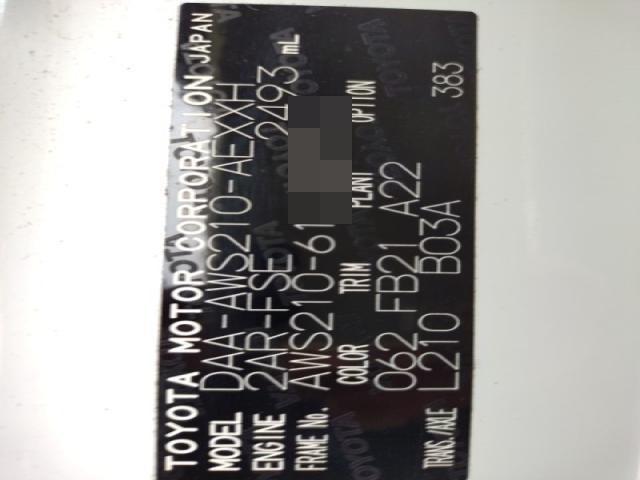 TOYOTA MOTOR CORPORATION JAPAN
MODEL DAA-AWS210-AEXXH
ENGINE 2AR-FSE 2493 mL
FRAME No. AWS210-61
COLOR TRIM PLANT OPTION
062 FB21 A22
TRANS./AXLE L210 B03A 383